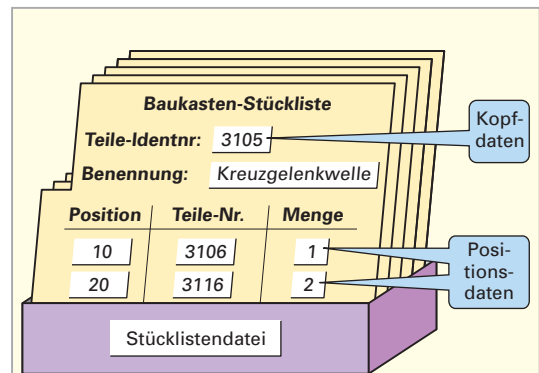 Baukasten-Stückliste
Teile-Identnr: 3105
Kopf-
daten
Benennung: Kreuzgelenkwelle
Position Teile-Nr. Menge
10 3106 1
20 3116 2
Posi-
tions-
daten
Stücklistendatei